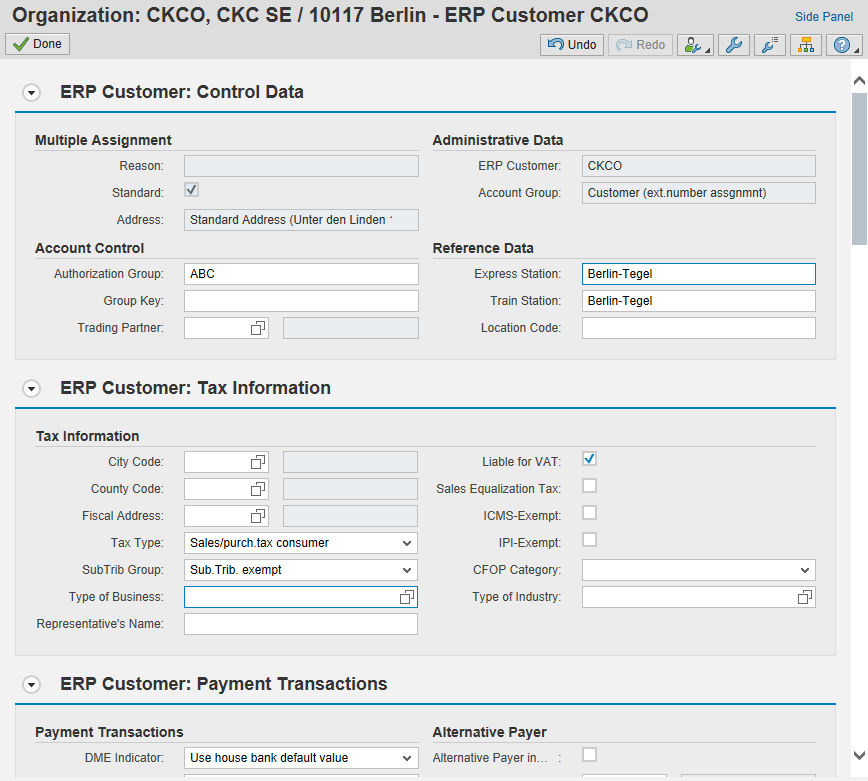 Organization: CKCO, CKC SE / 10117 Berlin - ERP Customer CKCO
Side Panel
Done
Undo
Redo
ERP Customer: Control Data
Multiple Assignment
Administrative Data
Reason:
ERP Customer: CKCO
Standard:
Account Group: Customer (ext.number assgnmnt)
Address: Standard Address (Unter den Linden
Account Control
Reference Data
Authorization Group: ABC
Express Station: Berlin-Tegel
Group Key:
Train Station: Berlin-Tegel
Trading Partner:
Location Code:
ERP Customer: Tax Information
Tax Information
City Code:
Liable for VAT:
County Code:
Sales Equalization Tax:
Fiscal Address:
ICMS-Exempt:
Tax Type: Sales/purch.tax consumer
IPI-Exempt:
SubTrib Group: Sub.Trib. exempt
CFOP Category:
Type of Business:
Type of Industry:
Representative's Name:
ERP Customer: Payment Transactions
Payment Transactions
Alternative Payer
DME Indicator: Use house bank default value
Alternative Payer in... :